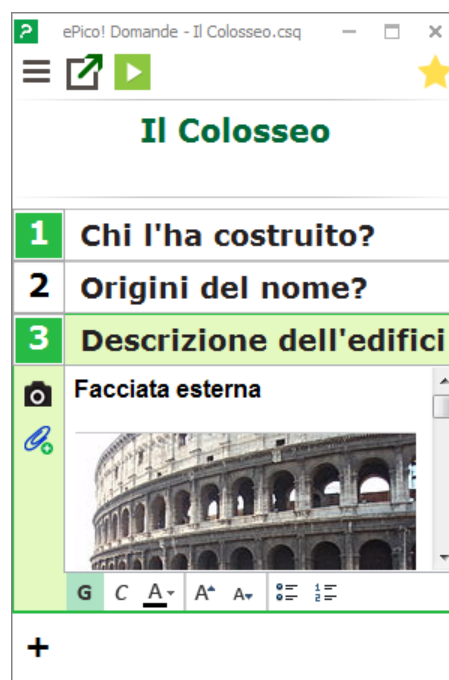 ePico! Domande - Il Colosseo.csq
Il Colosseo
1 Chi l'ha costruito?
2 Origini del nome?
3 Descrizione dell'edifici
Facciata esterna
G C A A A
+